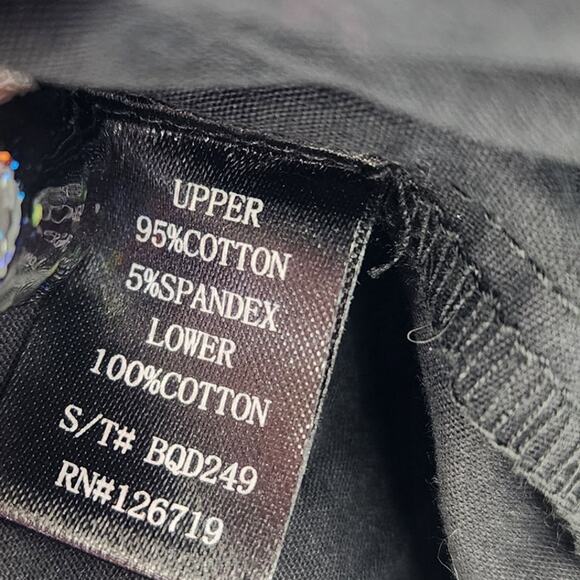 UPPER
95%COTTON
5%SPANDEX
LOWER
100%COTTON
S/T# BQD249
RN#126719